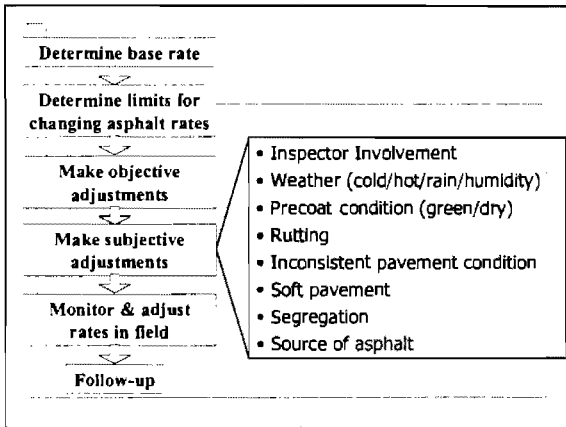 Determine base rate
Determine limits for
changing asphalt rates
Make objective
adjustments
Make subjective
adjustments
Monitor & adjust
rates in field
Follow-up
• Inspector Involvement
• Weather (cold/hot/rain/humidity)
• Precoat condition (green/dry)
• Rutting
• Inconsistent pavement condition
• Soft pavement
• Segregation
• Source of asphalt